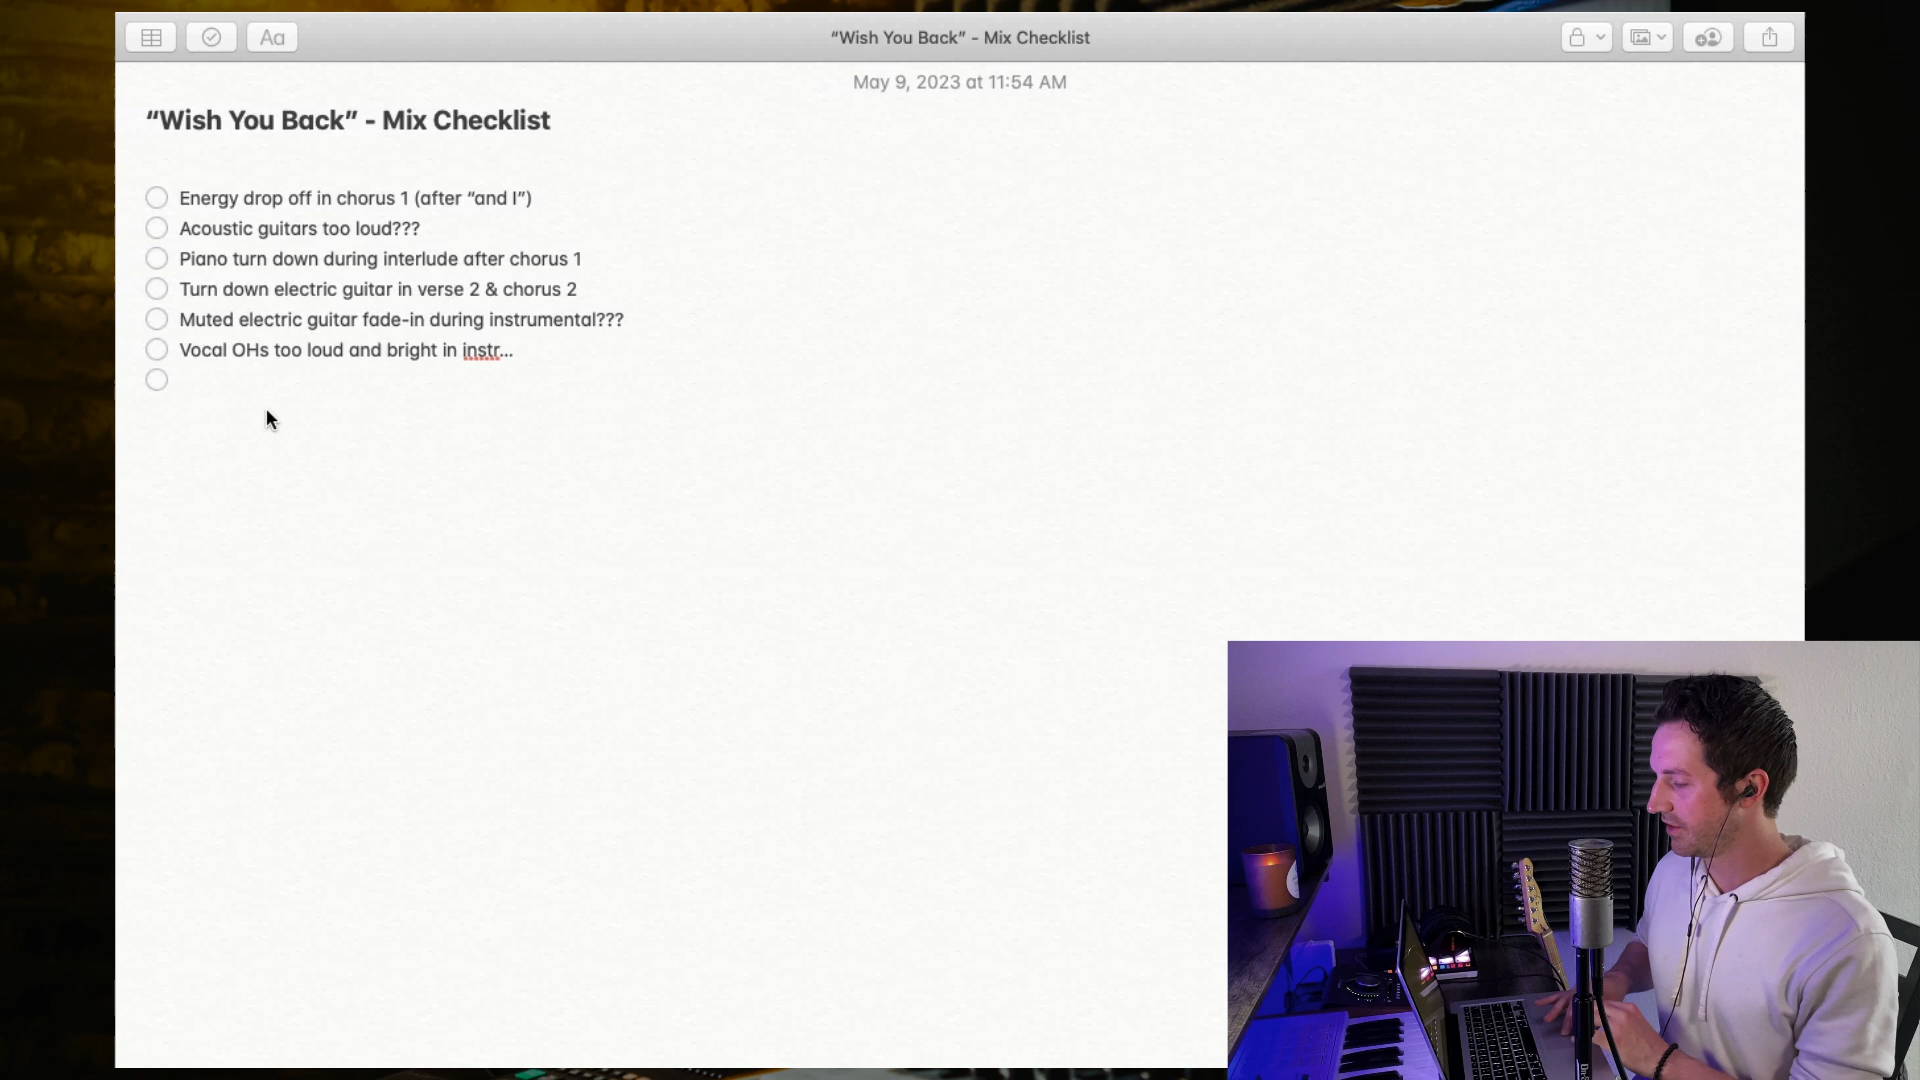 Aa
“Wish You Back” - Mix Checklist
May 9, 2023 at 11:54 AM
“Wish You Back” - Mix Checklist
Energy drop off in chorus 1 (after “and I”)
Acoustic guitars too loud???
Piano turn down during interlude after chorus 1
Turn down electric guitar in verse 2 & chorus 2
Muted electric guitar fade-in during instrumental???
Vocal OHs too loud and bright in instr...